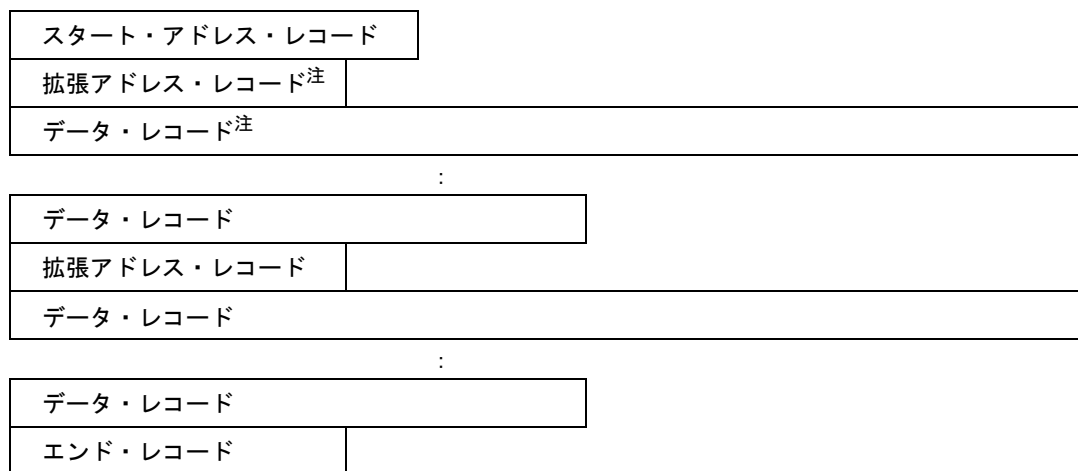 スタート・アドレス・レコード
拡張アドレス・レコード注
データ・レコード注
:
データ・レコード
拡張アドレス・レコード
データ・レコード
:
データ・レコード
エンド・レコード